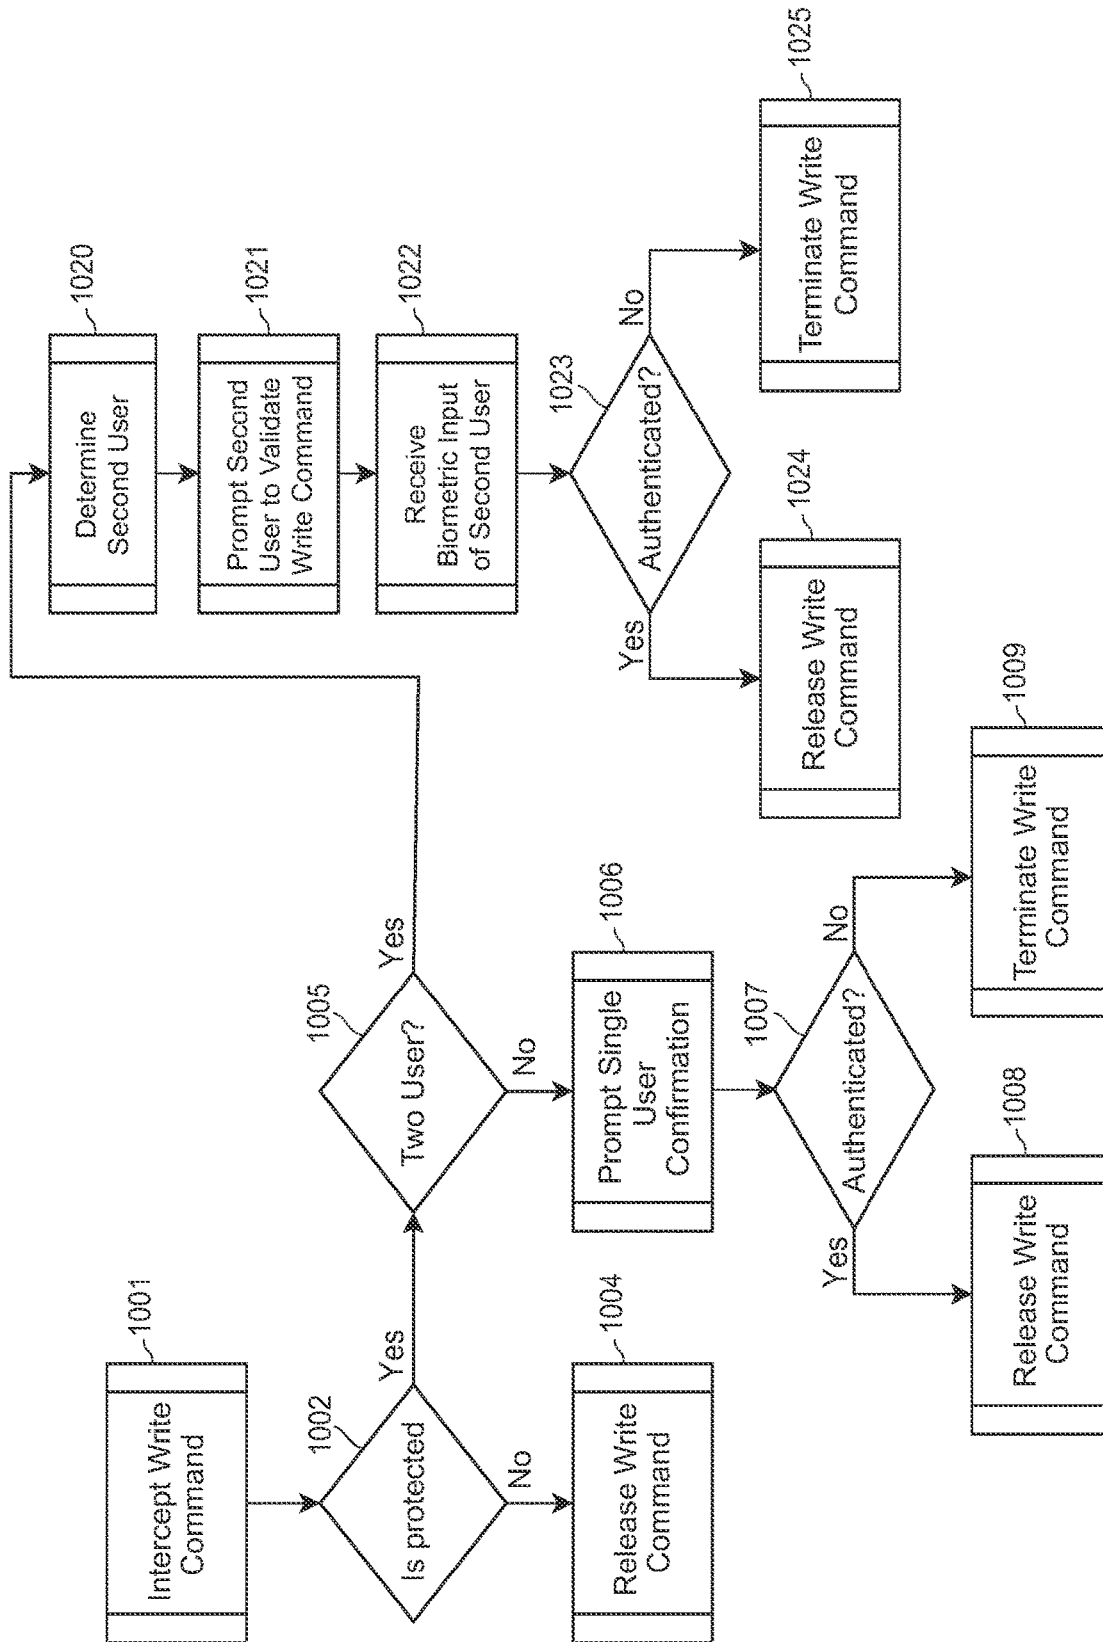 1001
Intercept Write
Command
1002
Is protected
Yes
No
1004
Release Write
Command
1005
Two User?
Yes
No
1006
Prompt Single
User
Confirmation
1007
Authenticated?
Yes
No
1008
Release Write
Command
1009
Terminate Write
Command
1020
Determine
Second User
1021
Prompt Second
User to Validate
Write Command
1022
Receive
Biometric Input
of Second User
1023
Authenticated?
Yes
No
1024
Release Write
Command
1025
Terminate Write
Command